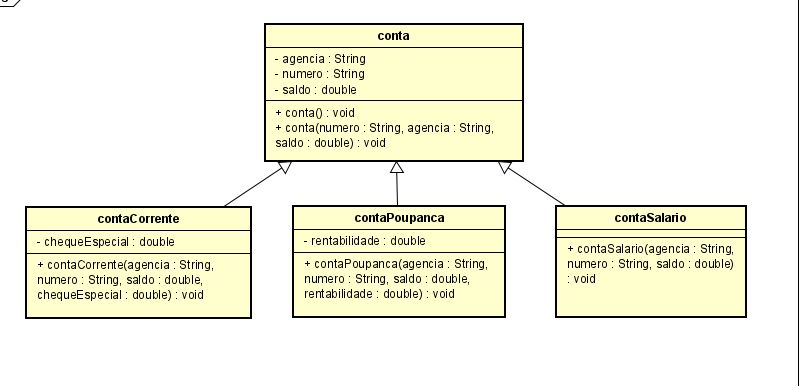 conta
- agencia : String
- numero : String
- saldo : double
+ conta() : void
+ conta(numero : String, agencia : String,
saldo : double) : void
contaCorrente
- chequeEspecial : double
+ contaCorrente(agencia : String,
numero : String, saldo : double,
chequeEspecial : double) : void
contaPoupanca
- rentabilidade : double
+ contaPoupanca(agencia : String,
numero : String, saldo : double,
rentabilidade : double) : void
contaSalario
+ contaSalario(agencia : String,
numero : String, saldo : double)
: void